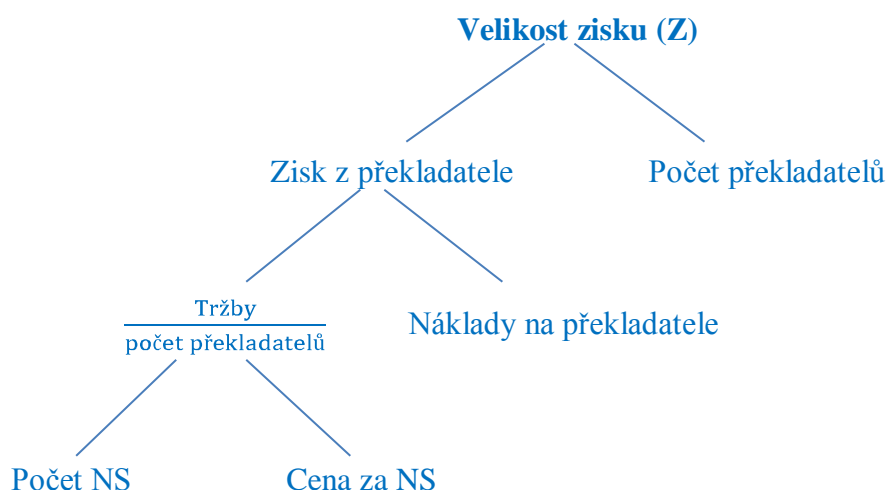 Velikost zisku (Z)
Zisk z překladatele
Počet překladatelů
Tržby
počet překladatelů
Náklady na překladatele
Počet NS
Cena za NS